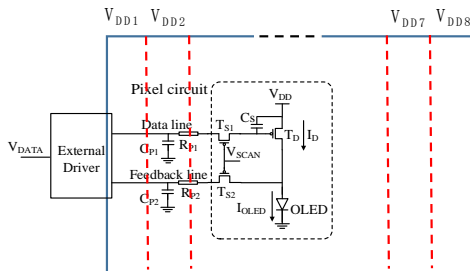 VDD1 VDD2 VDD7 VDD8
Pixel circuit
VDD
Data line
TS1
CS
TD
ID
CP1
RP1
VDATA
External
Driver
VSCAN
Feedback line
TS2
CP2
RP2
IOLED
OLED